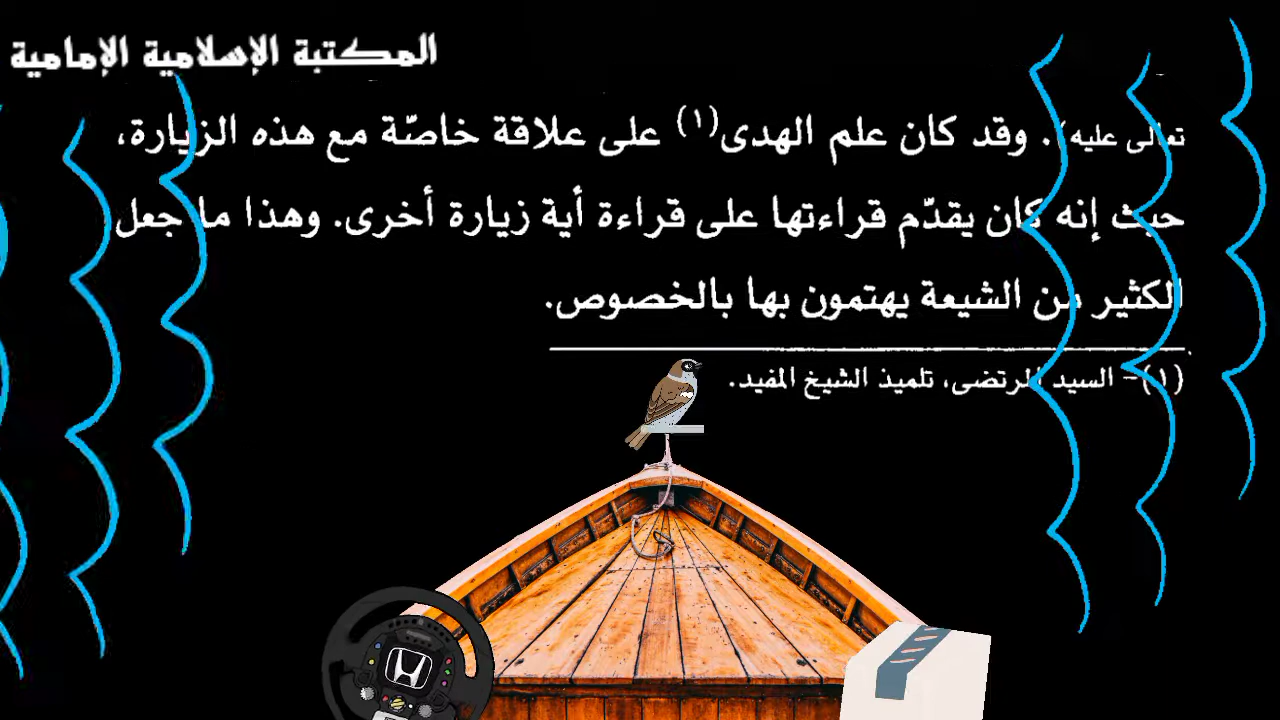 المكتبة الإسلامية الإمامية
تعالى عليه). وقد كان علم الهدى(١) على علاقة خاصّة مع هذه الزيارة،
حيث إنه كان يقدّم قراءتها على قراءة أية زيارة أخرى. وهذا ما جعل
الكثير من الشيعة يهتمون بها بالخصوص.
(١)- السيد المرتضى، تلميذ الشيخ المفيد.